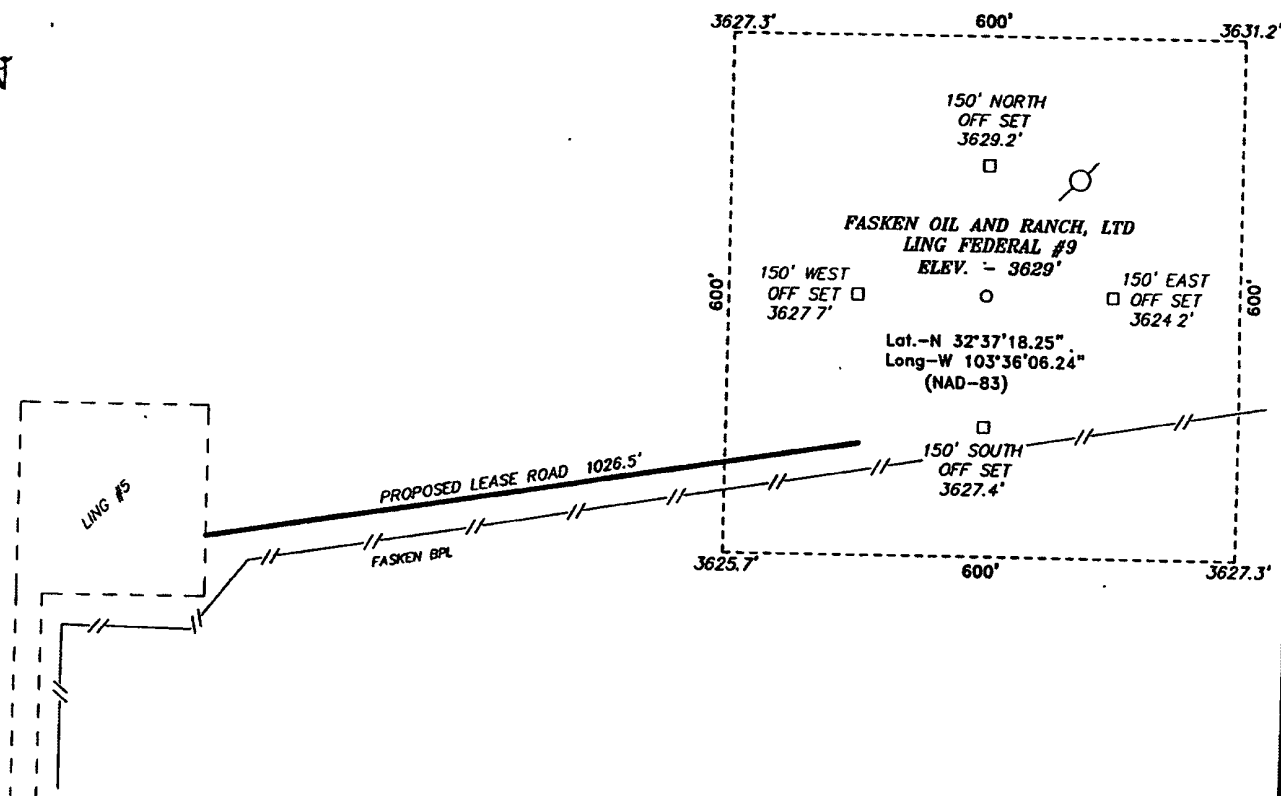 3627.3'
600'
3631.2'
150' NORTH
OFF SET
3629.2'
FASKEN OIL AND RANCH, LTD
LING FEDERAL #9
ELEV. - 3629'
150' WEST
OFF SET
3627 7'
150' EAST
OFF SET
3624 2'
600'
600'
Lat.-N 32°37'18.25"
Long-W 103°36'06.24"
(NAD-83)
150' SOUTH
OFF SET
3627.4'
PROPOSED LEASE ROAD 1026.5'
LING #5
FASKEN BPL
3625.7'
600'
3627.3'